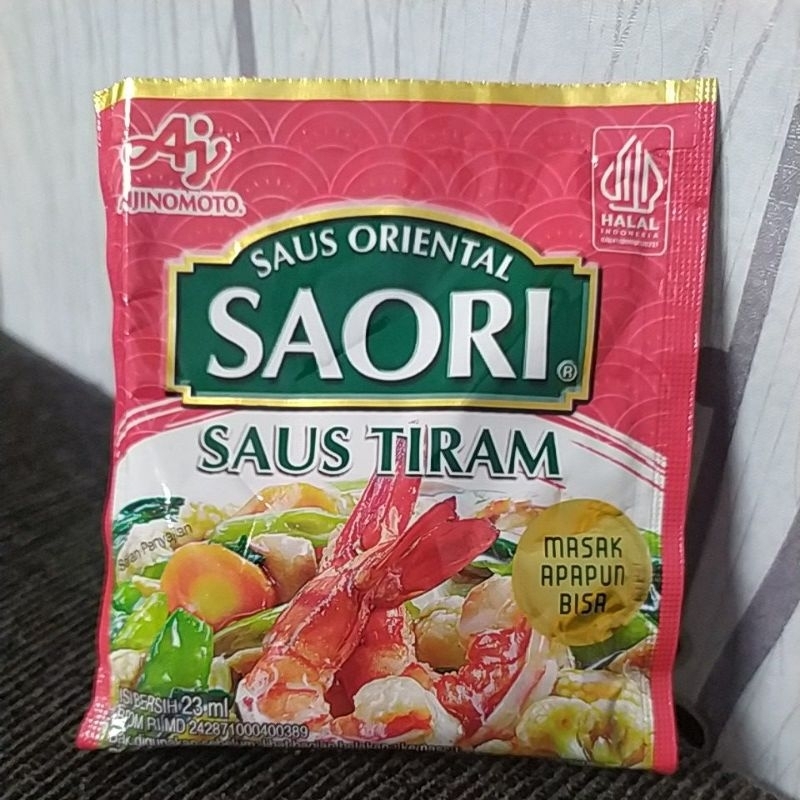 Aj
AJINOMOTO.
HALAL
INDONESIA
SAUS ORIENTAL
SAORI®
SAUS TIRAM
Saran Penyajian
MASAK
APAPUN
BISA
ISI BERSIH 23 ml
BPOM RI MD 242871000400389